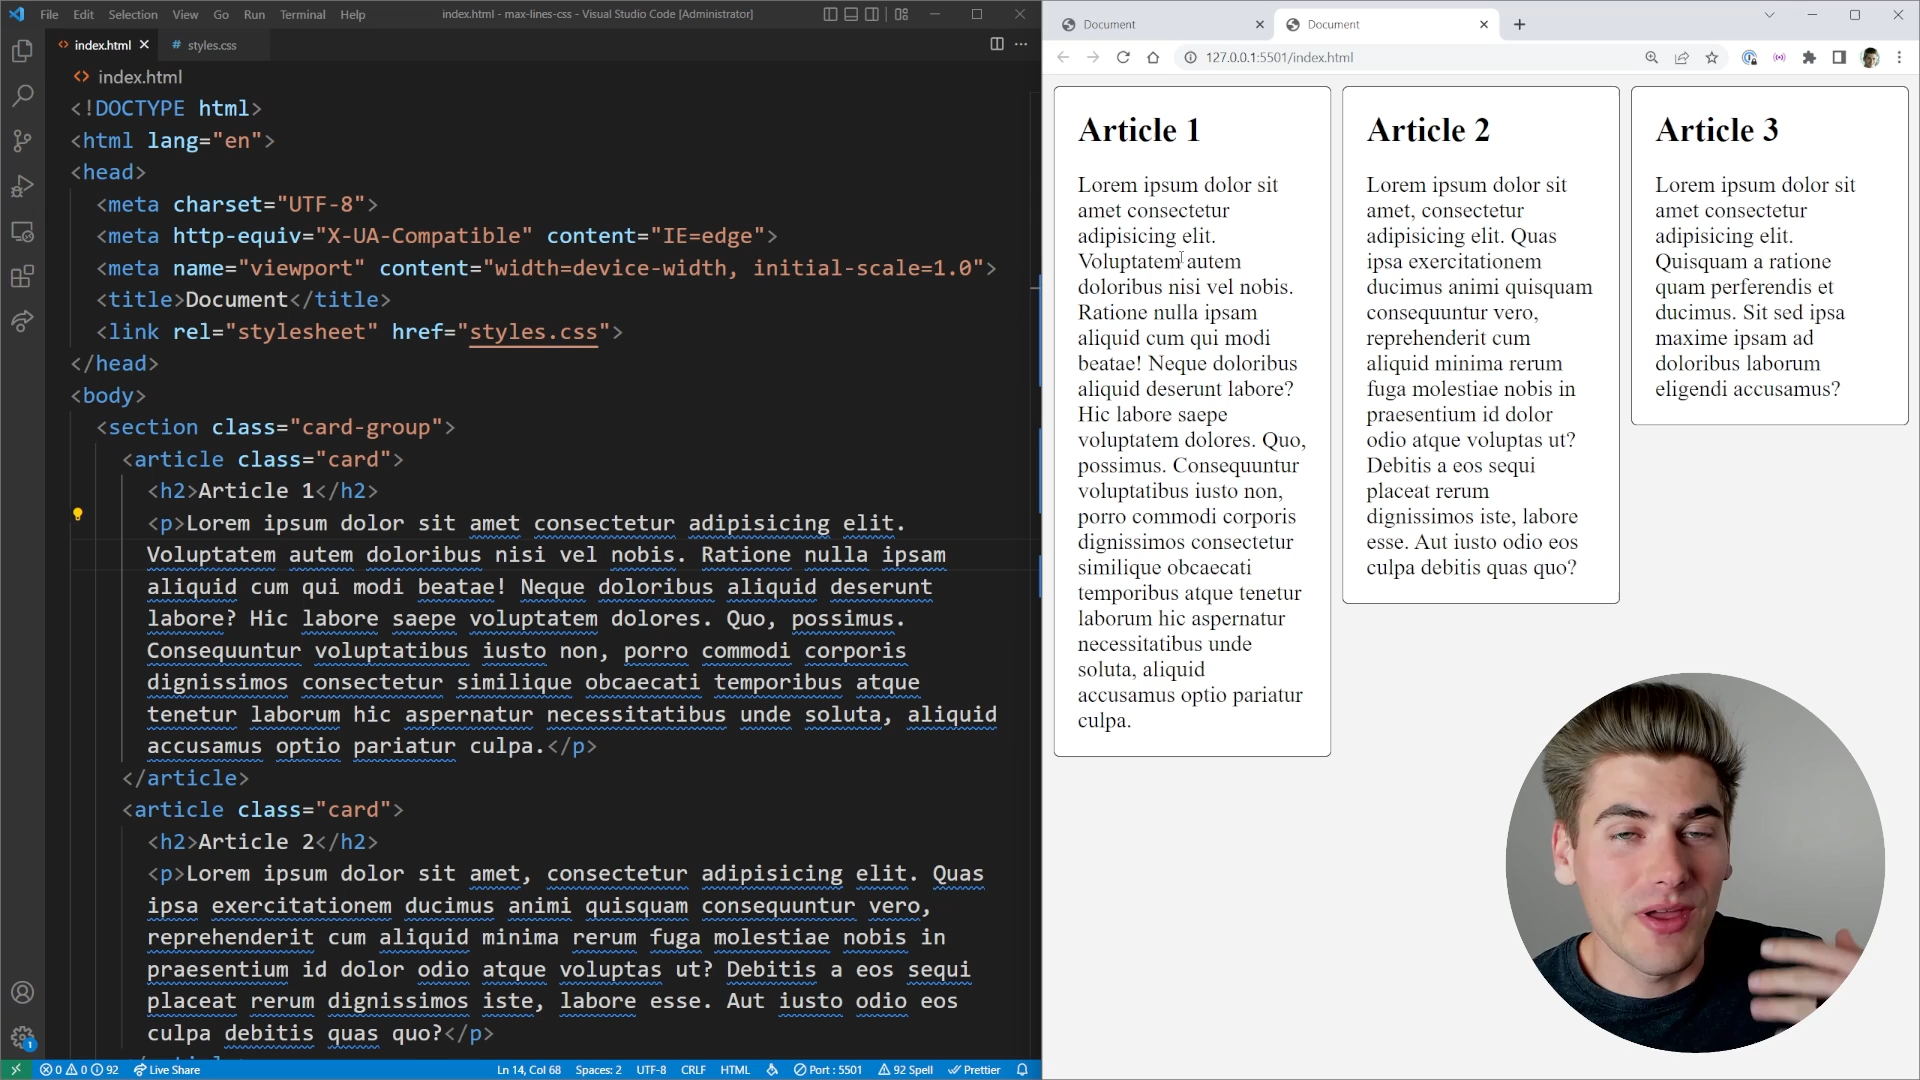 File Edit Selection View Go Run Terminal Help
index.html - max-lines-css - Visual Studio Code [Administrator]
index.html
styles.css
index.html
<!DOCTYPE html>
<html lang="en">
<head>
<meta charset="UTF-8">
<meta http-equiv="X-UA-Compatible" content="IE=edge">
<meta name="viewport" content="width=device-width, initial-scale=1.0">
<title>Document</title>
<link rel="stylesheet" href="styles.css">
</head>
<body>
<section class="card-group">
<article class="card">
<h2>Article 1</h2>
<p>Lorem ipsum dolor sit amet consectetur adipisicing elit.
Voluptatem autem doloribus nisi vel nobis. Ratione nulla ipsam
aliquid cum qui modi beatae! Neque doloribus aliquid deserunt
labore? Hic labore saepe voluptatem dolores. Quo, possimus.
Consequuntur voluptatibus iusto non, porro commodi corporis
dignissimos consectetur similique obcaecati temporibus atque
tenetur laborum hic aspernatur necessitatibus unde soluta, aliquid
accusamus optio pariatur culpa.</p>
</article>
<article class="card">
<h2>Article 2</h2>
<p>Lorem ipsum dolor sit amet, consectetur adipisicing elit. Quas
ipsa exercitationem ducimus animi quisquam consequuntur vero,
reprehenderit cum aliquid minima rerum fuga molestiae nobis in
praesentium id dolor odio atque voluptas ut? Debitis a eos sequi
placeat rerum dignissimos iste, labore esse. Aut iusto odio eos
culpa debitis quas quo?</p>
1
0 0 92 Live Share
Ln 14, Col 68 Spaces: 2 UTF-8 CRLF HTML Port : 5501 92 Spell Prettier
Document
Document
127.0.0.1:5501/index.html
Article 1
Lorem ipsum dolor sit
amet consectetur
adipisicing elit.
Voluptatem autem
doloribus nisi vel nobis.
Ratione nulla ipsam
aliquid cum qui modi
beatae! Neque doloribus
aliquid deserunt labore?
Hic labore saepe
voluptatem dolores. Quo,
possimus. Consequuntur
voluptatibus iusto non,
porro commodi corporis
dignissimos consectetur
similique obcaecati
temporibus atque tenetur
laborum hic aspernatur
necessitatibus unde
soluta, aliquid
accusamus optio pariatur
culpa.
Article 2
Lorem ipsum dolor sit
amet, consectetur
adipisicing elit. Quas
ipsa exercitationem
ducimus animi quisquam
consequuntur vero,
reprehenderit cum
aliquid minima rerum
fuga molestiae nobis in
praesentium id dolor
odio atque voluptas ut?
Debitis a eos sequi
placeat rerum
dignissimos iste, labore
esse. Aut iusto odio eos
culpa debitis quas quo?
Article 3
Lorem ipsum dolor sit
amet consectetur
adipisicing elit.
Quisquam a ratione
quam perferendis et
ducimus. Sit sed ipsa
maxime ipsam ad
doloribus laborum
eligendi accusamus?